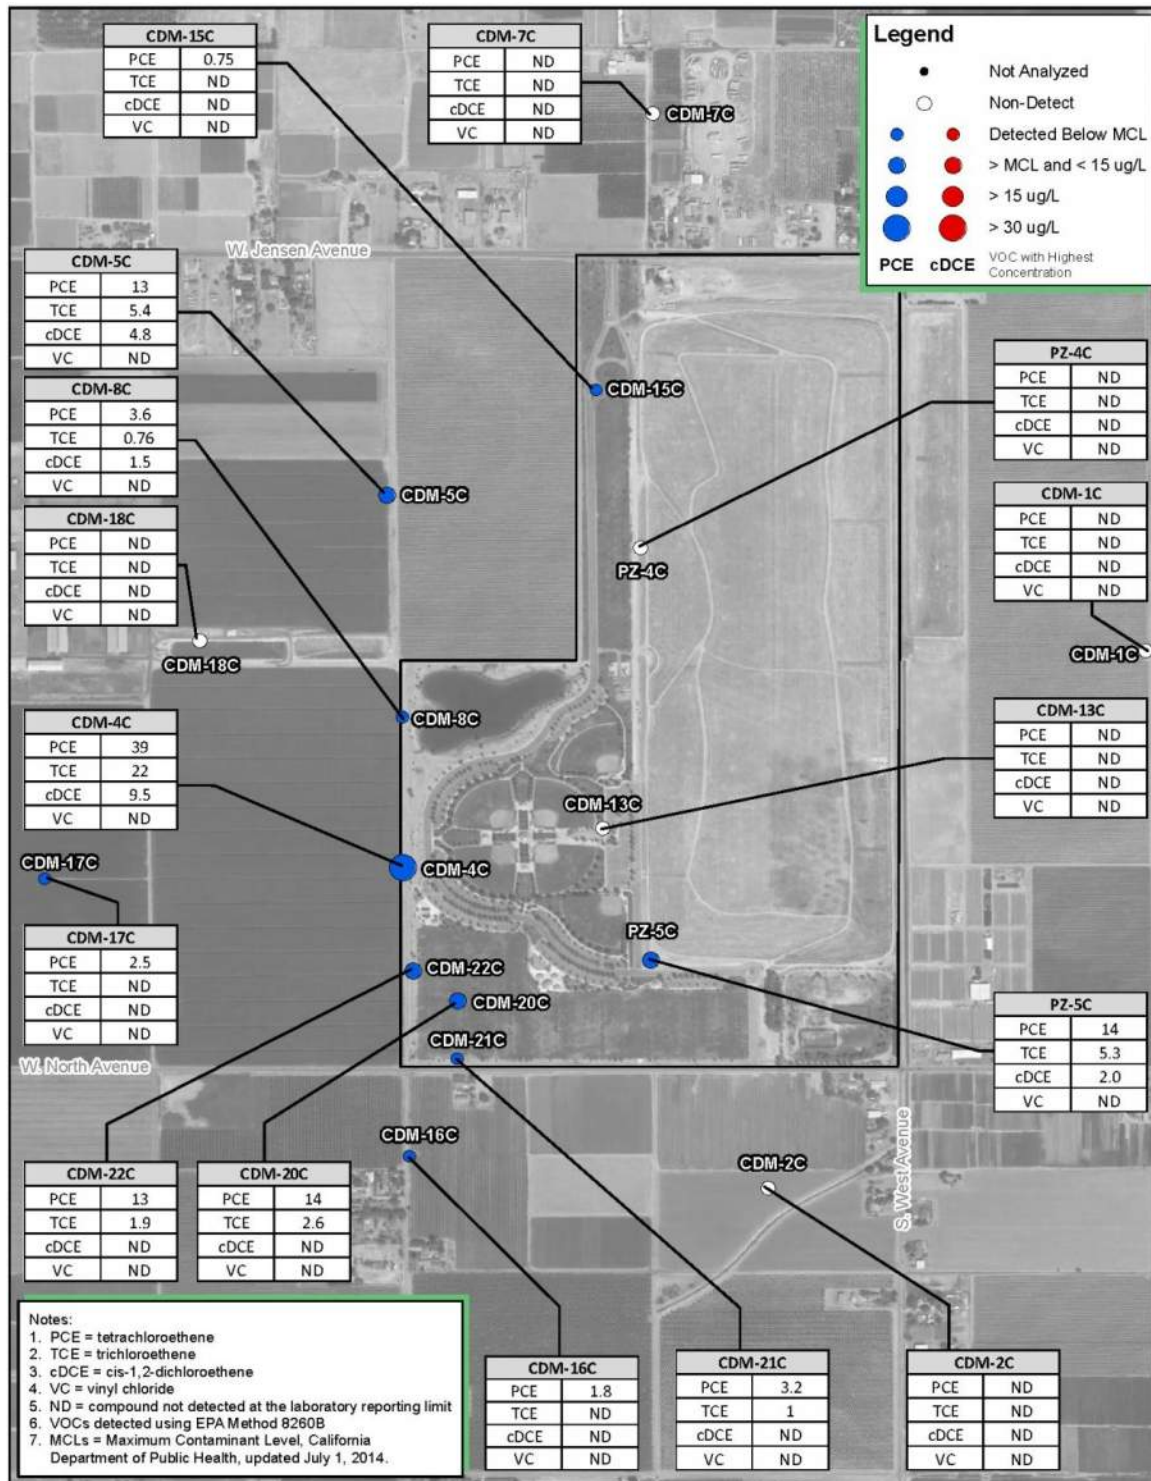 CDM-15C
PCE 0.75
TCE ND
cDCE ND
VC ND
CDM-7C
PCE ND
TCE ND
cDCE ND
VC ND
Legend
Not Analyzed
Non-Detect
Detected Below MCL
> MCL and < 15 ug/L
> 15 ug/L
> 30 ug/L
PCE cDCE VOC with Highest
Concentration
CDM-7C
W. Jensen Avenue
CDM-5C
PCE 13
TCE 5.4
cDCE 4.8
VC ND
CDM-8C
PCE 3.6
TCE 0.76
cDCE 1.5
VC ND
CDM-18C
PCE ND
TCE ND
cDCE ND
VC ND
CDM-15C
CDM-5C
PZ-4C
CDM-18C
CDM-8C
PZ-4C
PCE ND
TCE ND
cDCE ND
VC ND
CDM-1C
PCE ND
TCE ND
cDCE ND
VC ND
CDM-1C
CDM-4C
PCE 39
TCE 22
cDCE 9.5
VC ND
CDM-13C
PCE ND
TCE ND
cDCE ND
VC ND
CDM-13C
CDM-17C
CDM-4C
CDM-17C
PCE 2.5
TCE ND
cDCE ND
VC ND
PZ-5C
CDM-22C
CDM-20C
CDM-21C
PZ-5C
PCE 14
TCE 5.3
cDCE 2.0
VC ND
W. North Avenue
CDM-16C
CDM-2C
S. West Avenue
CDM-22C
PCE 13
TCE 1.9
cDCE ND
VC ND
CDM-20C
PCE 14
TCE 2.6
cDCE ND
VC ND
Notes:
1. PCE = tetrachloroethene
2. TCE = trichloroethene
3. cDCE = cis-1,2-dichloroethene
4. VC = vinyl chloride
5. ND = compound not detected at the laboratory reporting limit
6. VOCs detected using EPA Method 8260B
7. MCLs = Maximum Contaminant Level, California
Department of Public Health, updated July 1, 2014.
CDM-16C
PCE 1.8
TCE ND
cDCE ND
VC ND
CDM-21C
PCE 3.2
TCE 1
cDCE ND
VC ND
CDM-2C
PCE ND
TCE ND
cDCE ND
VC ND